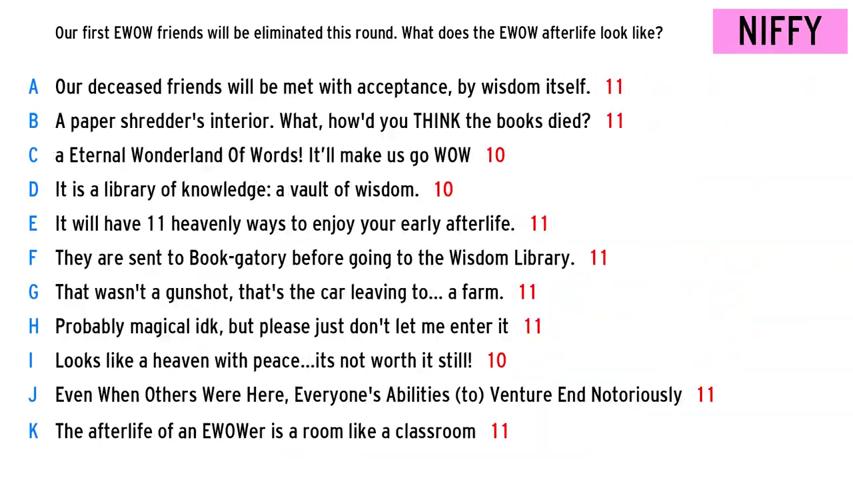 Our first EWOW friends will be eliminated this round. What does the EWOW afterlife look like?
NIFFY
A Our deceased friends will be met with acceptance, by wisdom itself. 11
B A paper shredder's interior. What, how'd you THINK the books died? 11
C a Eternal Wonderland Of Words! It’ll make us go WOW 10
D It is a library of knowledge: a vault of wisdom. 10
E It will have 11 heavenly ways to enjoy your early afterlife. 11
F They are sent to Book-gatory before going to the Wisdom Library. 11
G That wasn't a gunshot, that's the car leaving to... a farm. 11
H Probably magical idk, but please just don't let me enter it 11
I Looks like a heaven with peace...its not worth it still! 10
J Even When Others Were Here, Everyone's Abilities (to) Venture End Notoriously 11
K The afterlife of an EWOWer is a room like a classroom 11